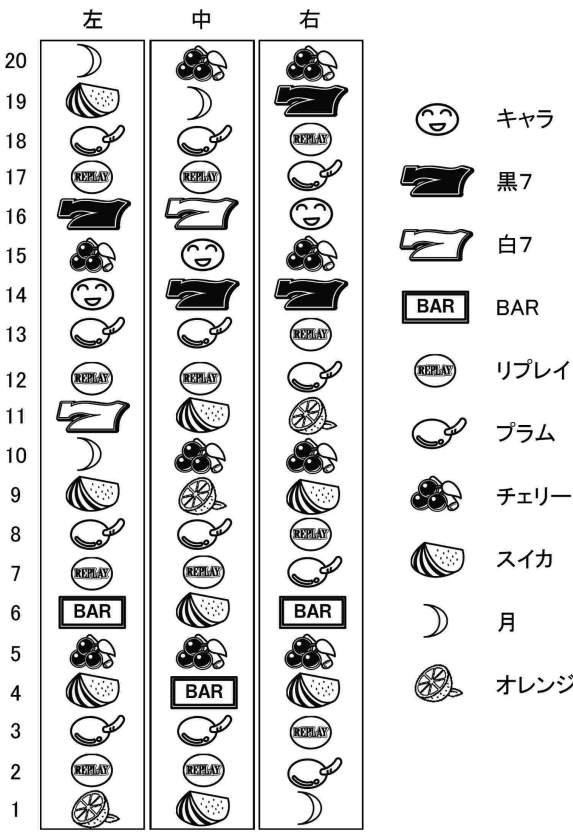 左 中 右
20
19 キャラ
18 REPLAY
17 REPLAY REPLAY 黒7
16
15 白7
14
13 REPLAY BAR BAR
12 REPLAY REPLAY REPLAY リプレイ
11
10 プラム
9
8 REPLAY チェリー
7 REPLAY REPLAY
6 BAR BAR スイカ
5
4 BAR 月
3 REPLAY オレンジ
2 REPLAY REPLAY
1